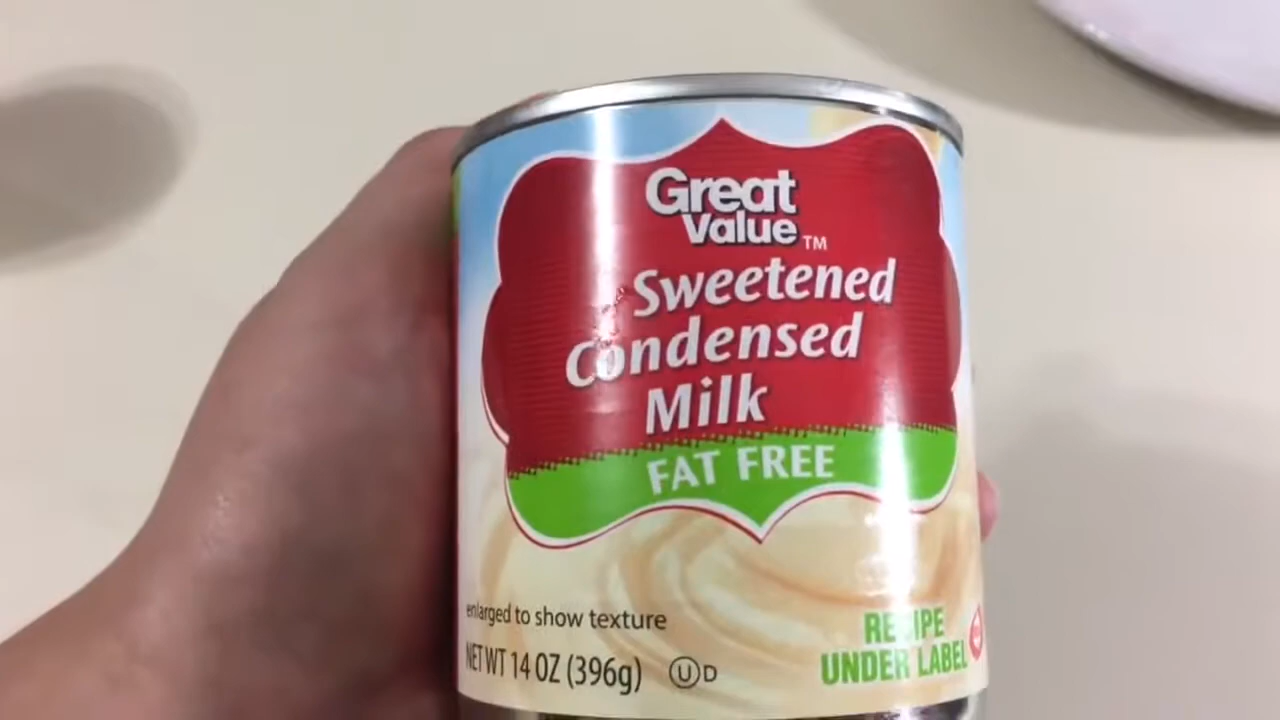 Great
Value™
Sweetened
Condensed
Milk
FAT FREE
enlarged to show texture
NET WT 14 OZ (396g)
Ⓤ D
RECIPE
UNDER LABEL